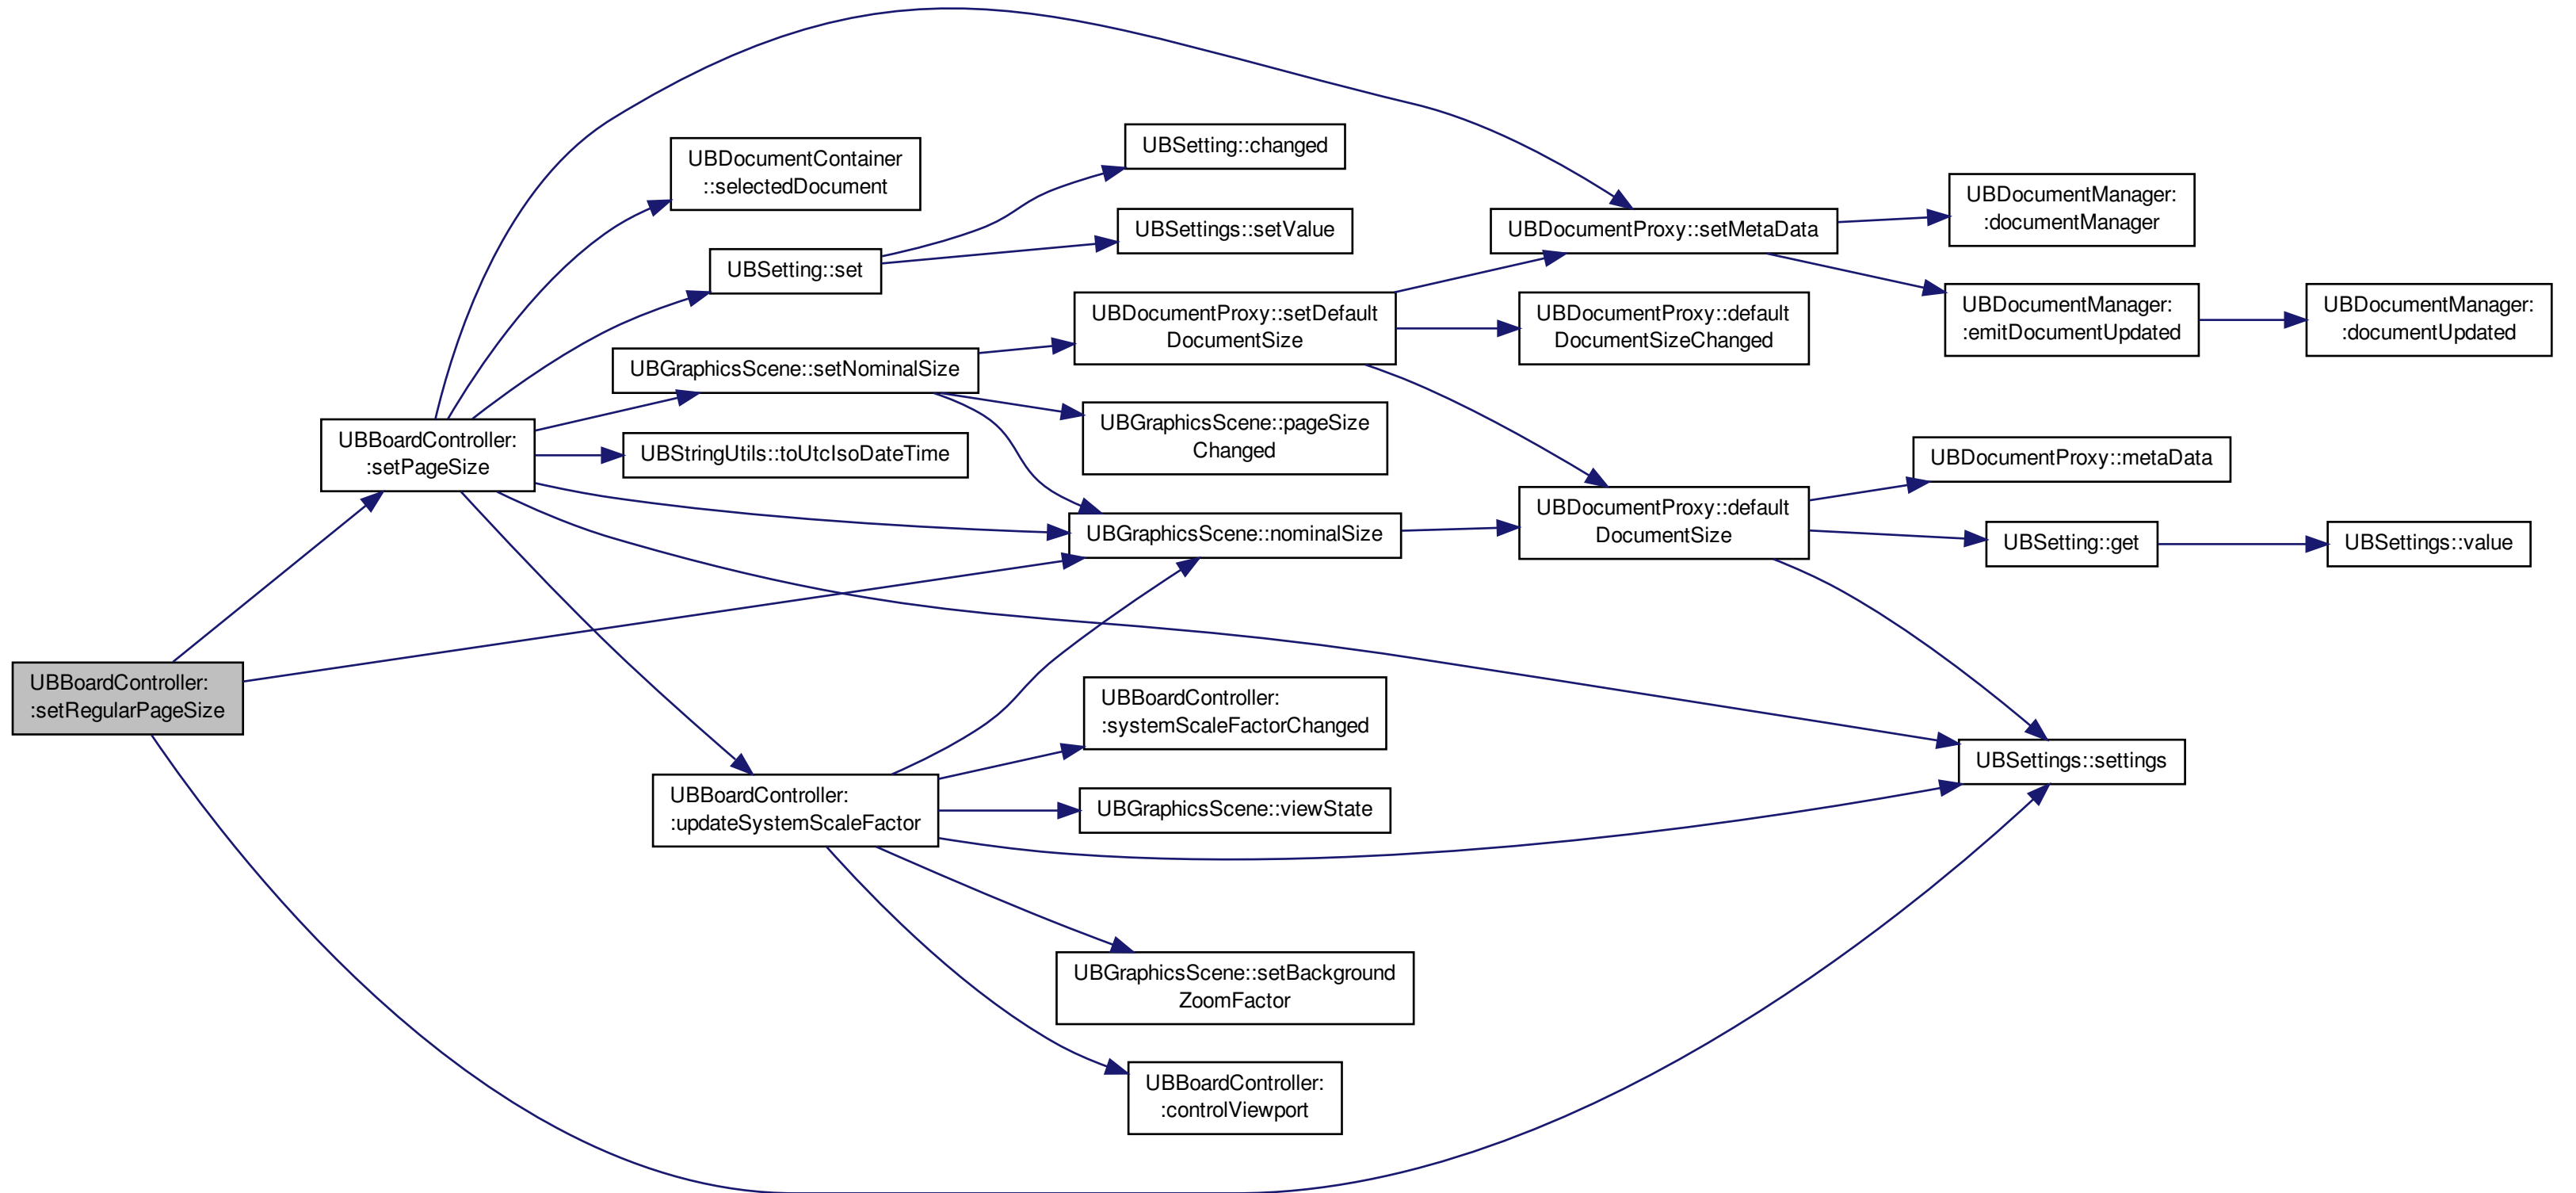 UBBoardController:
:setRegularPageSize
UBBoardController:
:setPageSize
UBDocumentContainer
::selectedDocument
UBSetting::set
UBGraphicsScene::setNominalSize
UBStringUtils::toUtcIsoDateTime
UBBoardController:
:updateSystemScaleFactor
UBSetting::changed
UBSettings::setValue
UBDocumentProxy::setDefault
DocumentSize
UBGraphicsScene::pageSize
Changed
UBGraphicsScene::nominalSize
UBBoardController:
:systemScaleFactorChanged
UBGraphicsScene::viewState
UBGraphicsScene::setBackground
ZoomFactor
UBBoardController:
:controlViewport
UBDocumentProxy::setMetaData
UBDocumentProxy::default
DocumentSizeChanged
UBDocumentProxy::default
DocumentSize
UBDocumentManager:
:documentManager
UBDocumentManager:
:emitDocumentUpdated
UBDocumentProxy::metaData
UBSetting::get
UBSettings::settings
UBDocumentManager:
:documentUpdated
UBSettings::value